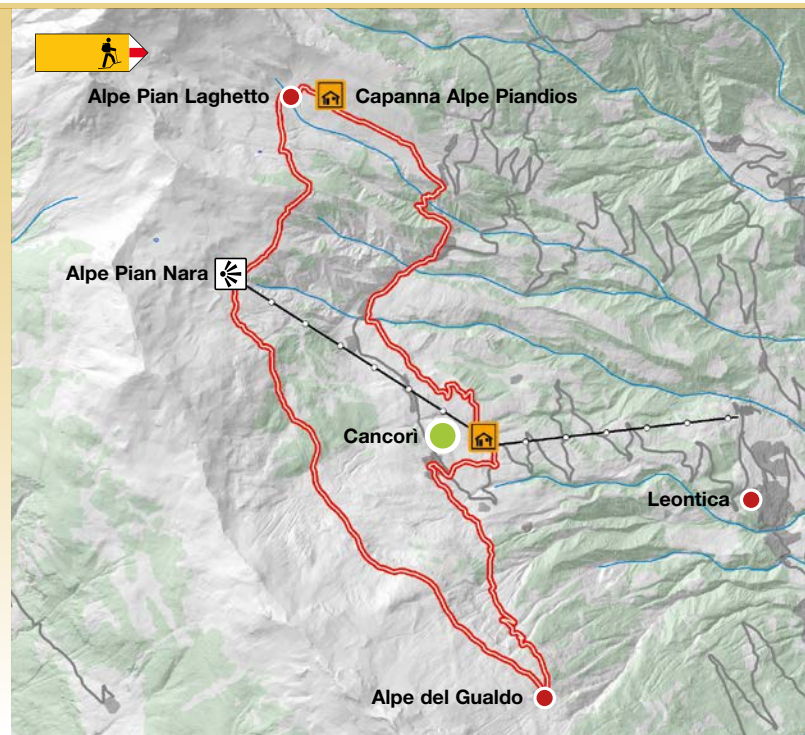 Alpe Pian Laghetto
Capanna Alpe Piandios
Alpe Pian Nara
Cancorì
Leontica
Alpe del Gualdo